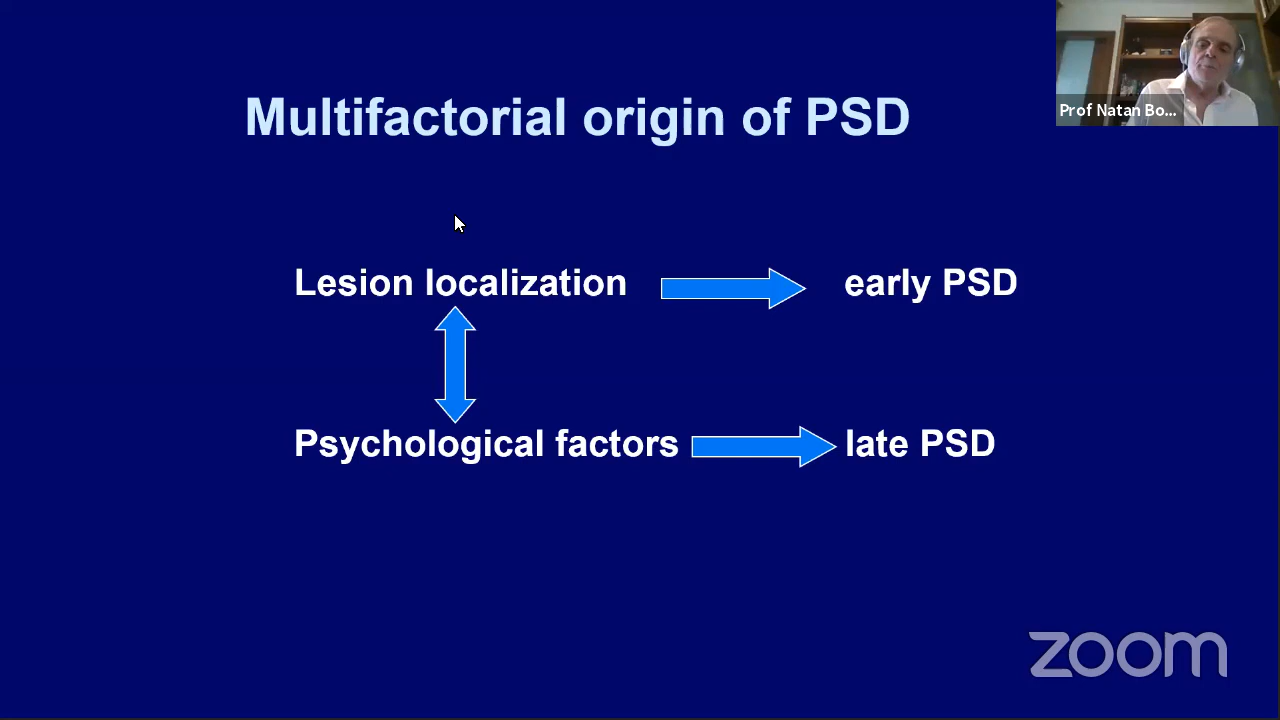 Multifactorial origin of PSD
Prof Natan Bo...
Lesion localization early PSD
Psychological factors late PSD
zoom